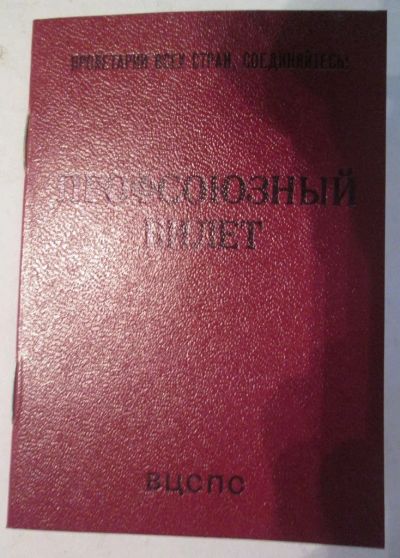 ПРОЛЕТАРИИ ВСЕХ СТРАН, СОЕДИНЯЙТЕСЬ!
ПРОФСОЮЗНЫЙ
БИЛЕТ
ВЦСПС